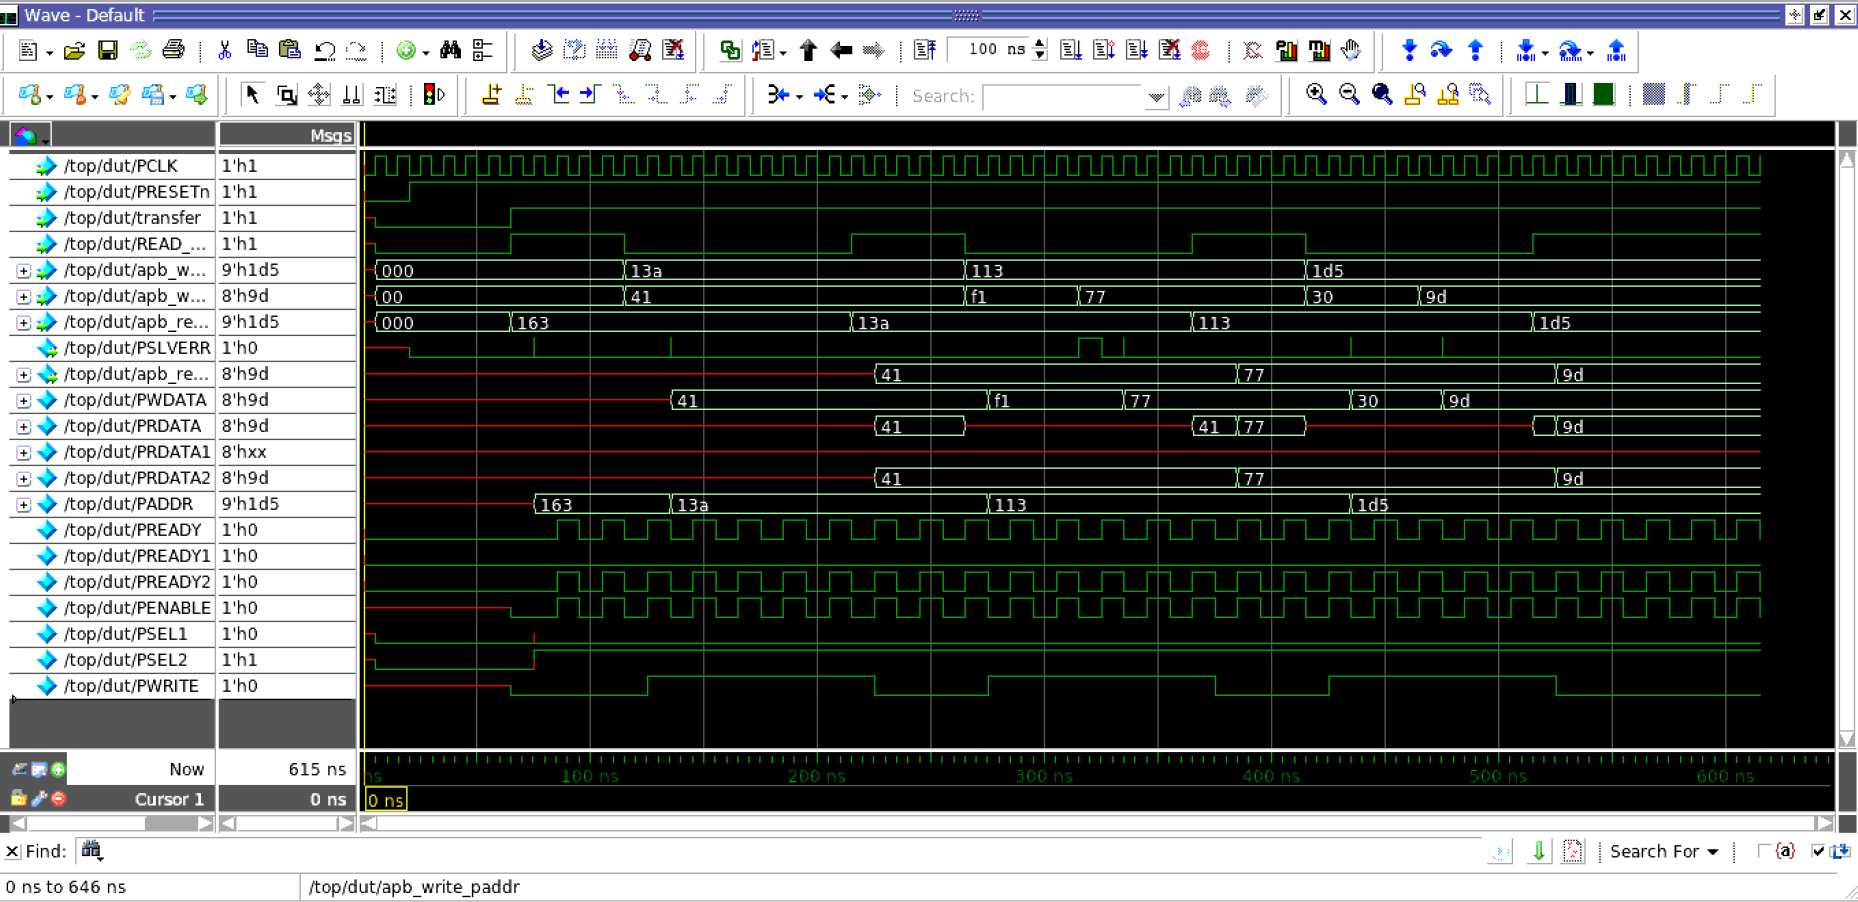 Wave - Default
100 ns
Search:
Msgs
/top/dut/PCLK 1'h1
/top/dut/PRESETn 1'h1
/top/dut/transfer 1'h1
/top/dut/READ_... 1'h1
/top/dut/apb_w... 9'h1d5 000 13a 113 1d5
/top/dut/apb_w... 8'h9d 00 41 f1 77 30 9d
/top/dut/apb_re... 9'h1d5 000 163 13a 113 1d5
/top/dut/PSLVERR 1'h0
/top/dut/apb_re... 8'h9d 41 77 9d
/top/dut/PWDATA 8'h9d 41 f1 77 30 9d
/top/dut/PRDATA 8'h9d 41 41 77 9d
/top/dut/PRDATA1 8'hxx
/top/dut/PRDATA2 8'h9d 41 77 9d
/top/dut/PADDR 9'h1d5 163 13a 113 1d5
/top/dut/PREADY 1'h0
/top/dut/PREADY1 1'h0
/top/dut/PREADY2 1'h0
/top/dut/PENABLE 1'h0
/top/dut/PSEL1 1'h0
/top/dut/PSEL2 1'h1
/top/dut/PWRITE 1'h0
Now 615 ns ns 100 ns 200 ns 300 ns 400 ns 500 ns 600 ns
Cursor 1 0 ns 0 ns
Find: Search For {a}
0 ns to 646 ns /top/dut/apb_write_paddr